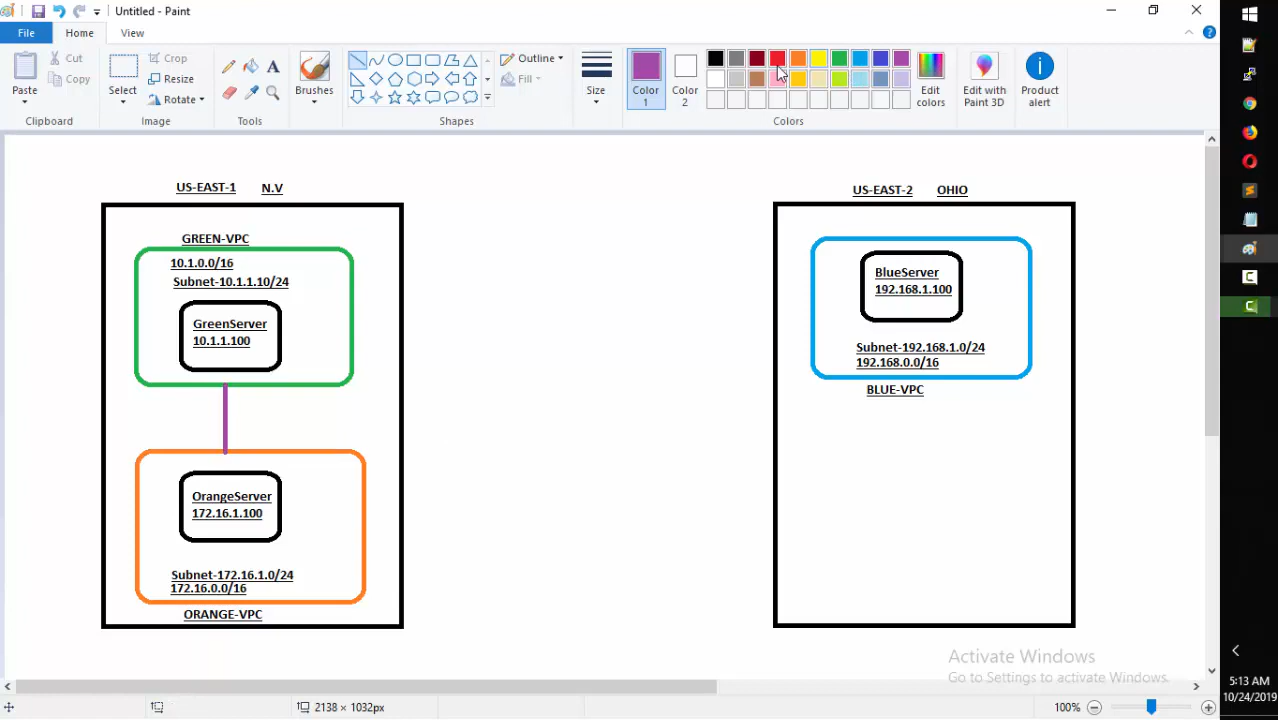 Untitled - Paint
File
Home
View
Paste
Cut
Copy
Clipboard
Select
Crop
Resize
Rotate
Image
A
Tools
Brushes
Outline
Fill
Shapes
Size
Color 1
Color 2
Edit colors
Colors
Edit with Paint 3D
Product alert
US-EAST-1 N.V
GREEN-VPC
10.1.0.0/16
Subnet-10.1.1.10/24
GreenServer
10.1.1.100
OrangeServer
172.16.1.100
Subnet-172.16.1.0/24
172.16.0.0/16
ORANGE-VPC
US-EAST-2 OHIO
BlueServer
192.168.1.100
Subnet-192.168.1.0/24
192.168.0.0/16
BLUE-VPC
Activate Windows
Go to Settings to activate Windows.
2138 × 1032px
100%
5:13 AM
10/24/2019